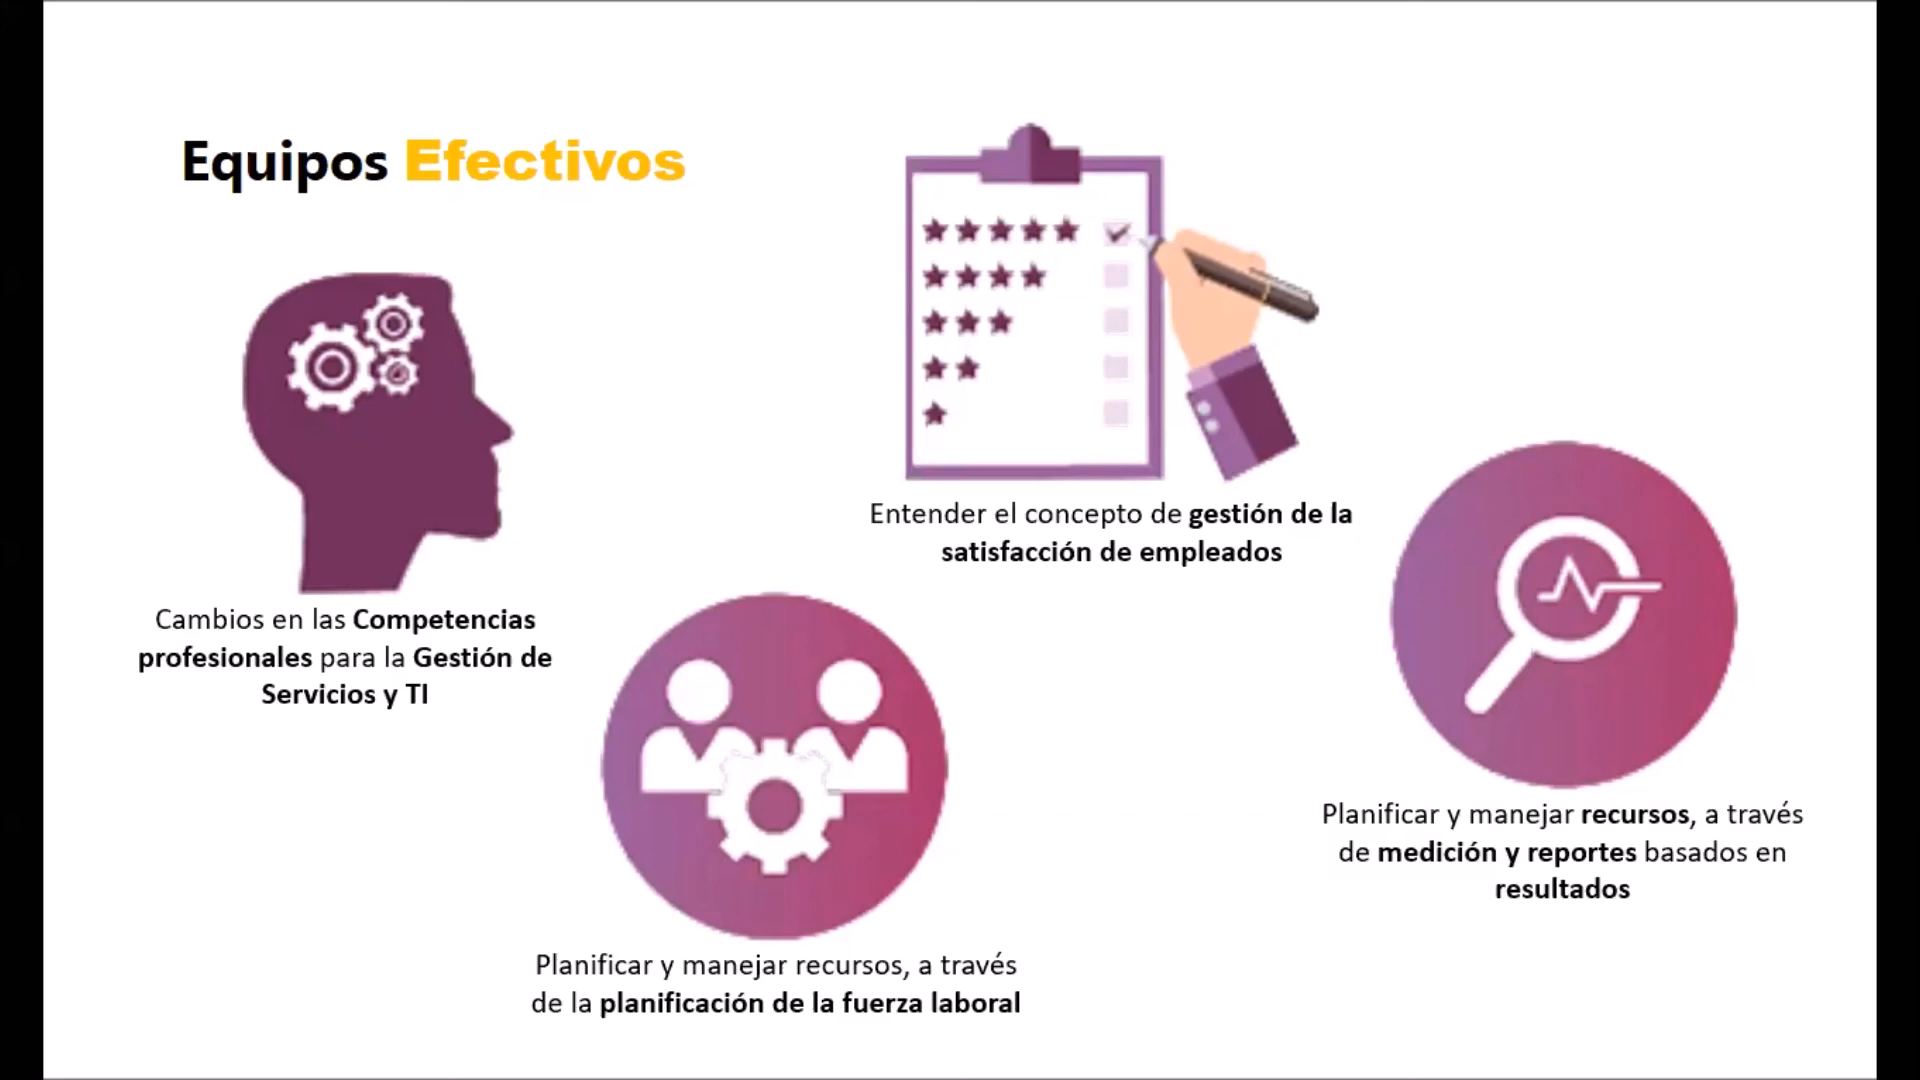 Equipos Efectivos
Cambios en las Competencias
profesionales para la Gestión de
Servicios y TI
Planificar y manejar recursos, a través
de la planificación de la fuerza laboral
Entender el concepto de gestión de la
satisfacción de empleados
Planificar y manejar recursos, a través
de medición y reportes basados en
resultados